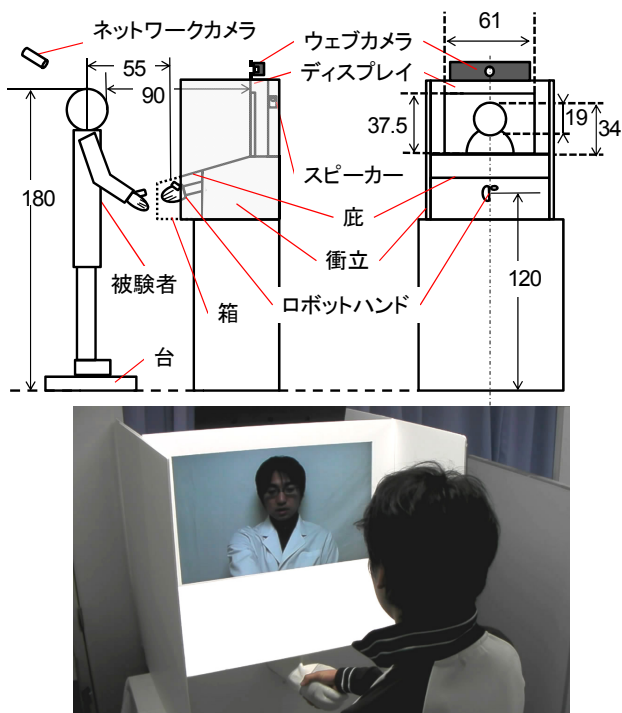 ネットワークカメラ
ウェブカメラ
ディスプレイ
61
55
90
37.5
19
34
スピーカー
180
庇
衝立
120
被験者
箱
ロボットハンド
台